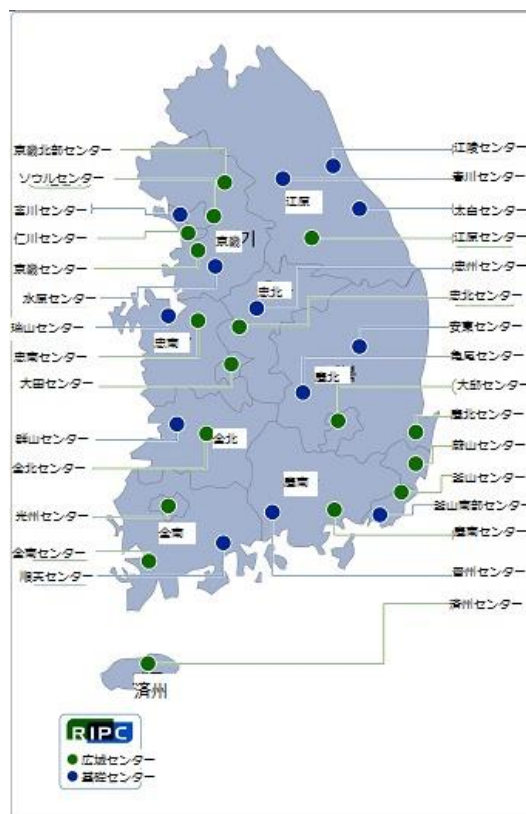 京畿北部センター
ソウルセンター
富川センター
仁川センター
京畿センター
水原センター
瑞山センター
忠南センター
大田センター
群山センター
全北センター
光州センター
全南センター
順天センター
江陵センター
春川センター
太白センター
江原センター
忠州センター
忠北センター
安東センター
亀尾センター
大邱センター
慶北センター
蔚山センター
釜山センター
釜山南部センター
慶南センター
晋州センター
済州センター
江原
京畿기
忠北
忠南
慶北
全北
慶南
全南
済州
RIPC
広域センター
基礎センター